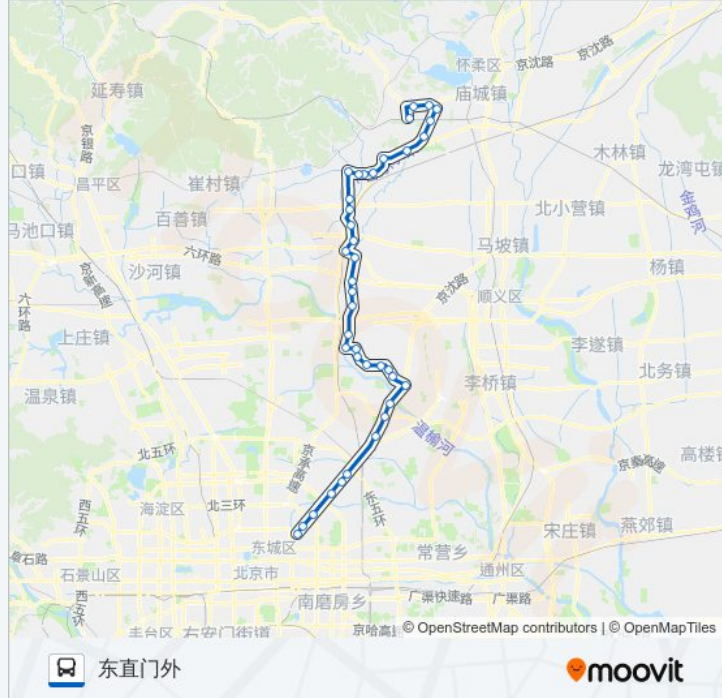 怀柔区
京沈路
京沈路
延寿镇
庙城镇
京银路
木林镇
口镇
昌平区
崔村镇
龙湾屯镇
金鸡河
百善镇
北小营镇
马池口镇
六环路
马坡镇
沙河镇
京新高速
杨镇
京沈路
顺义区
六环路
上庄镇
李遂镇
温泉镇
李桥镇
北务镇
温榆河
北五环
京承高速
高楼镇
京秦高速
西五环
北三环
东五环
海淀区
宋庄镇
燕郊镇
东城区
常营乡
石路
石景山区
北京市
通州区
西五环
南磨房乡
广渠快速路
广渠路
丰台区
右安门街道
京哈高速
© OpenStreetMap contributors | © OpenMapTiles
东直门外
moovit